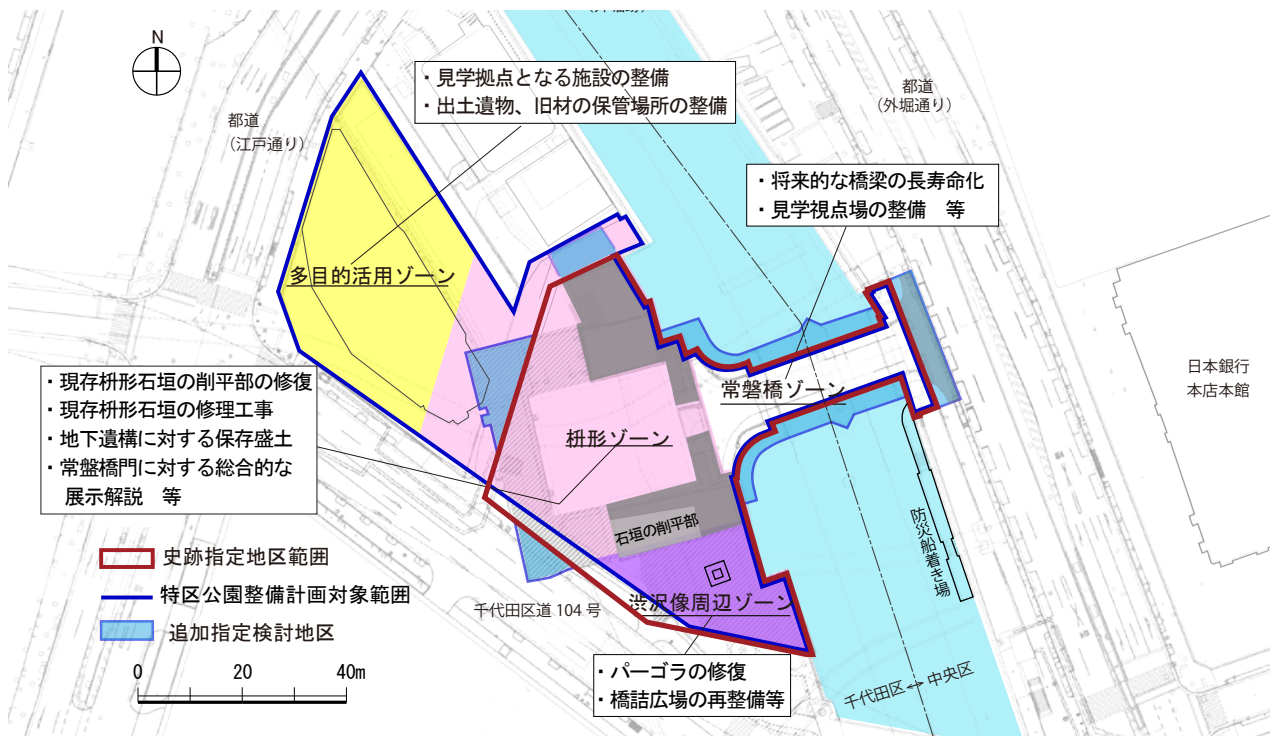 N
・見学拠点となる施設の整備
・出土遺物、旧材の保管場所の整備
都道
（江戸通り）
都道
（外堀通り）
・将来的な橋梁の長寿命化
・見学視点場の整備　等
多目的活用ゾーン
日本銀行
本店本館
・現存枡形石垣の削平部の修復
・現存枡形石垣の修理工事
・地下遺構に対する保存盛土
・常盤橋門に対する総合的な
展示解説　等
常磐橋ゾーン
枡形ゾーン
石垣の削平部
防災船着き場
史跡指定地区範囲
特区公園整備計画対象範囲
追加指定検討地区
千代田区道 104 号
渋沢像周辺ゾーン
0 20 40m
・パーゴラの修復
・橋詰広場の再整備等
千代田区↔中央区